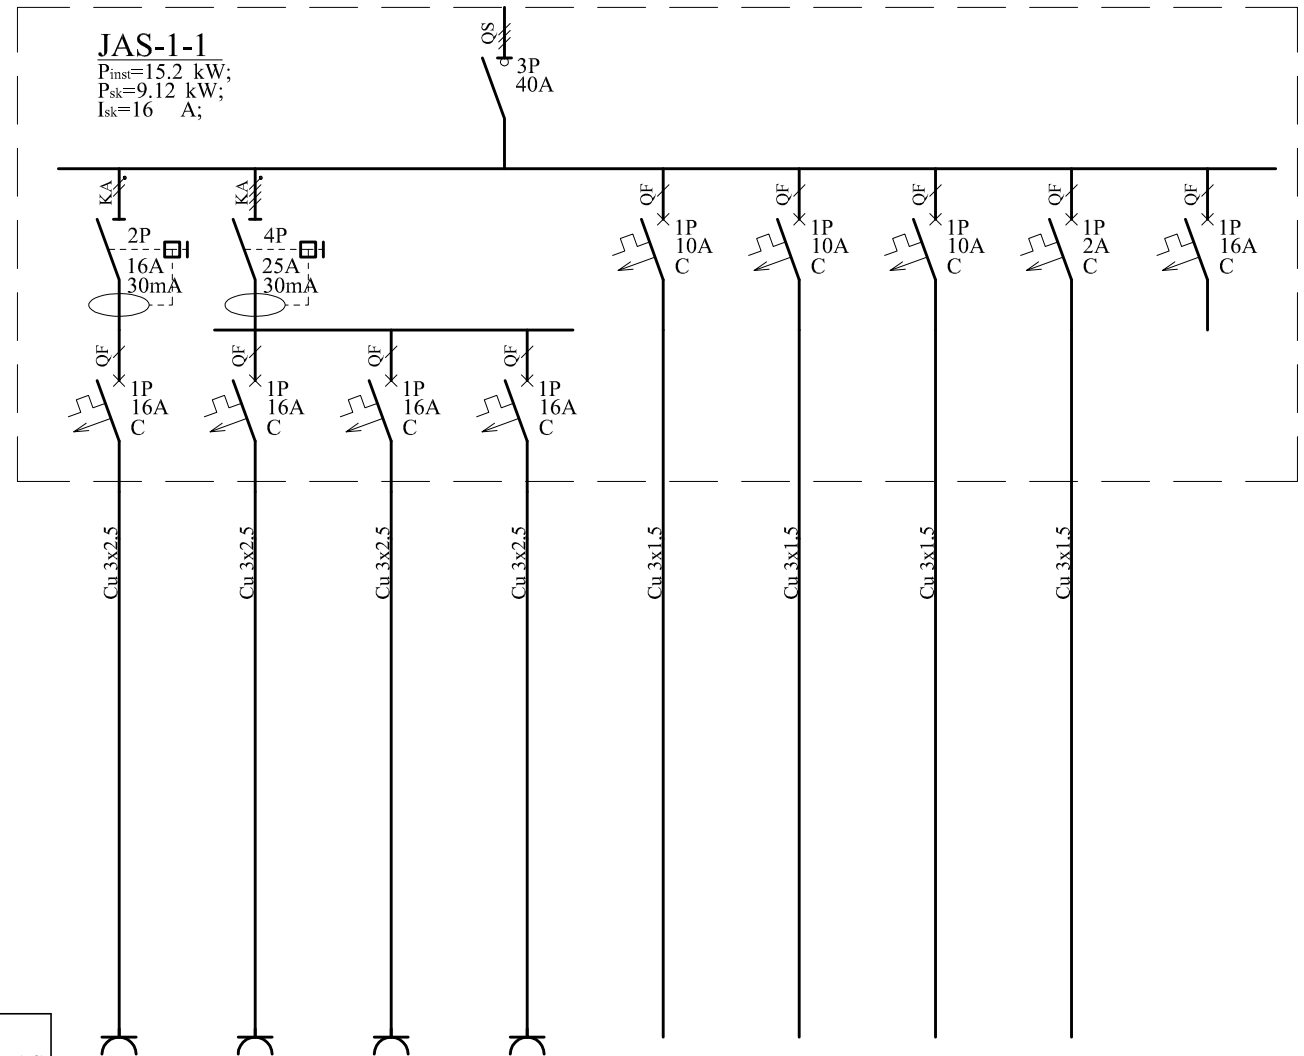 JAS-1-1
Pinst=15.2 kW;
Psk=9.12 kW;
Isk=16 A;
QS
3P
40A
KA
2P
16A
30mA
KA
4P
25A
30mA
QF
1P
10A
C
QF
1P
10A
C
QF
1P
10A
C
QF
1P
2A
C
QF
1P
16A
C
QF
1P
16A
C
QF
1P
16A
C
QF
1P
16A
C
QF
1P
16A
C
Cu 3x2.5
Cu 3x2.5
Cu 3x2.5
Cu 3x2.5
Cu 3x1.5
Cu 3x1.5
Cu 3x1.5
Cu 3x1.5